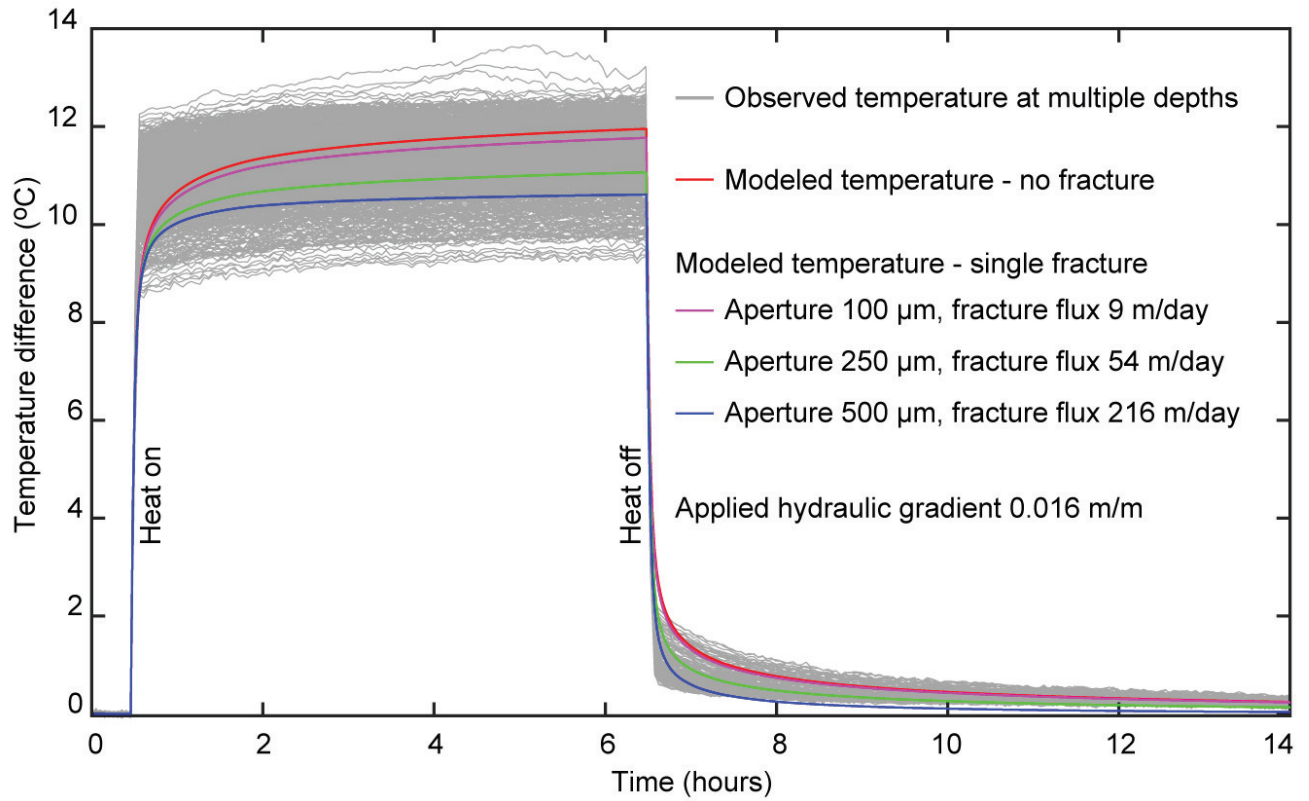 14
12
10
8
6
4
2
0
Temperature difference (ºC)
Observed temperature at multiple depths
Modeled temperature - no fracture
Modeled temperature - single fracture
Aperture 100 µm, fracture flux 9 m/day
Aperture 250 µm, fracture flux 54 m/day
Aperture 500 µm, fracture flux 216 m/day
Applied hydraulic gradient 0.016 m/m
Heat on
Heat off
0 2 4 6 8 10 12 14
Time (hours)